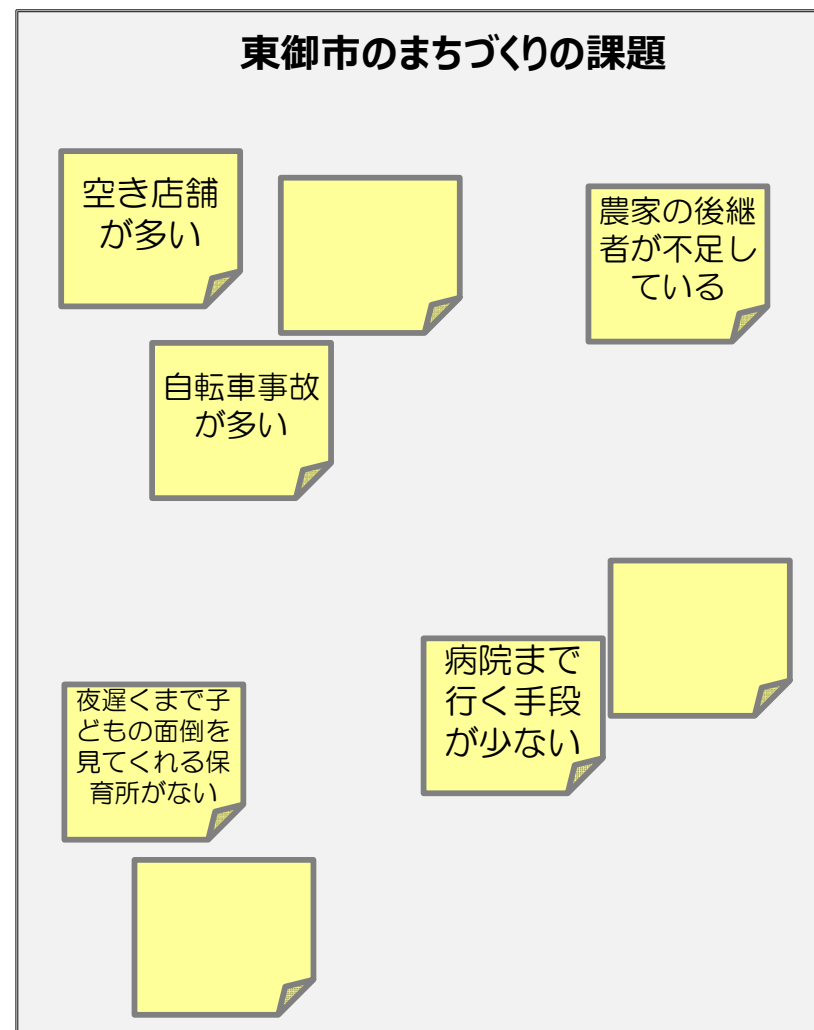 東御市のまちづくりの課題
空き店舗
が多い
農家の後継
者が不足し
ている
自転車事故
が多い
病院まで
行く手段
が少ない
夜遅くまで子
どもの面倒を
見てくれる保
育所がない